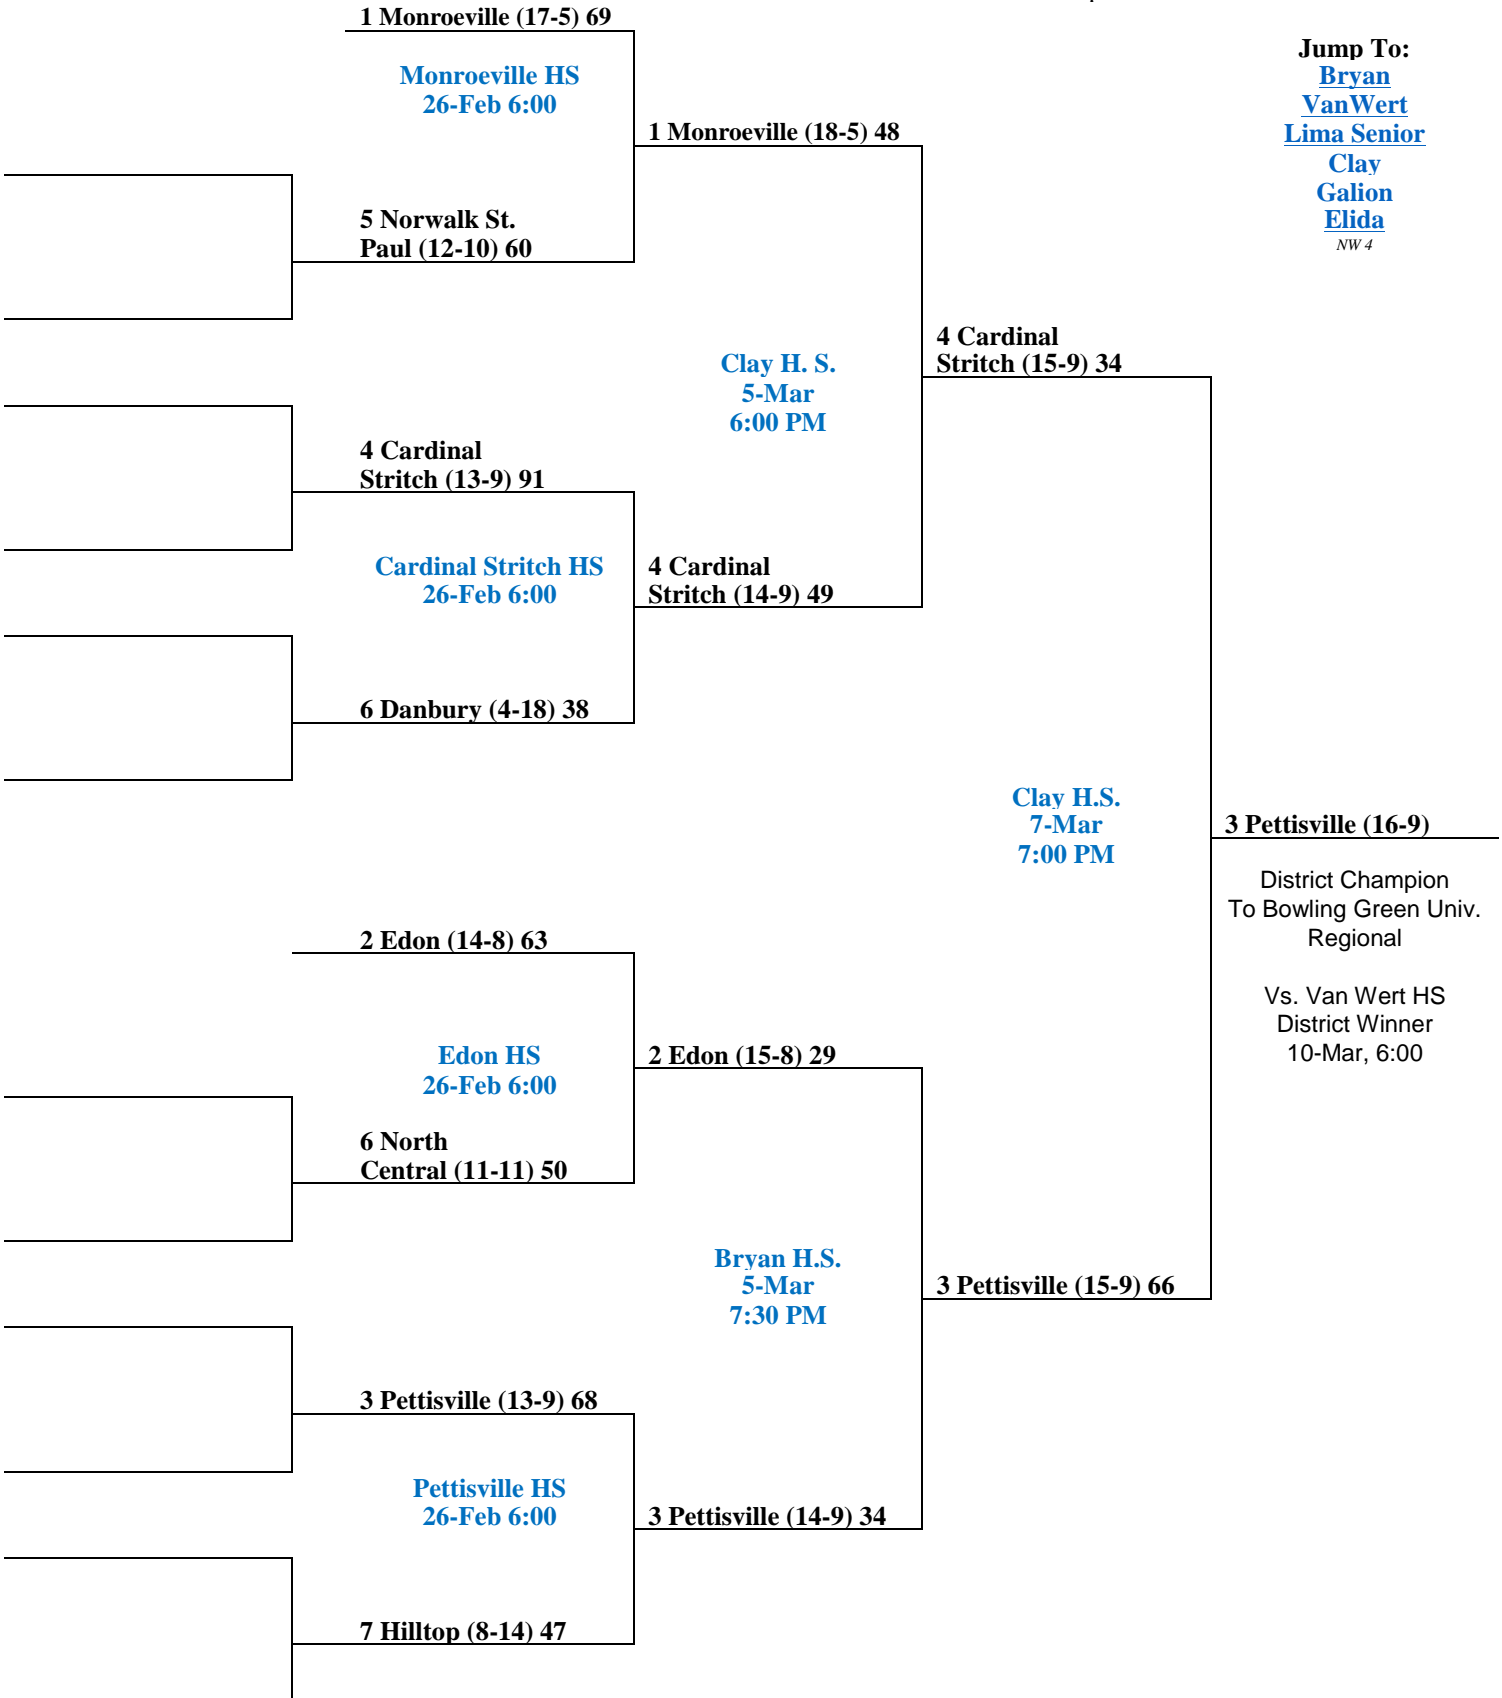 1 Monroeville (17-5) 69
Jump To:
Bryan
VanWert
Lima Senior
Clay
Galion
Elida
NW 4
Monroeville HS
26-Feb 6:00
1 Monroeville (18-5) 48
5 Norwalk St.
Paul (12-10) 60
4 Cardinal
Stritch (15-9) 34
Clay H. S.
5-Mar
6:00 PM
4 Cardinal
Stritch (13-9) 91
Cardinal Stritch HS
26-Feb 6:00
4 Cardinal
Stritch (14-9) 49
6 Danbury (4-18) 38
Clay H.S.
7-Mar
7:00 PM
3 Pettisville (16-9)
District Champion
To Bowling Green Univ.
Regional
Vs. Van Wert HS
District Winner
10-Mar, 6:00
2 Edon (14-8) 63
Edon HS
26-Feb 6:00
2 Edon (15-8) 29
6 North
Central (11-11) 50
Bryan H.S.
5-Mar
7:30 PM
3 Pettisville (15-9) 66
3 Pettisville (13-9) 68
Pettisville HS
26-Feb 6:00
3 Pettisville (14-9) 34
7 Hilltop (8-14) 47